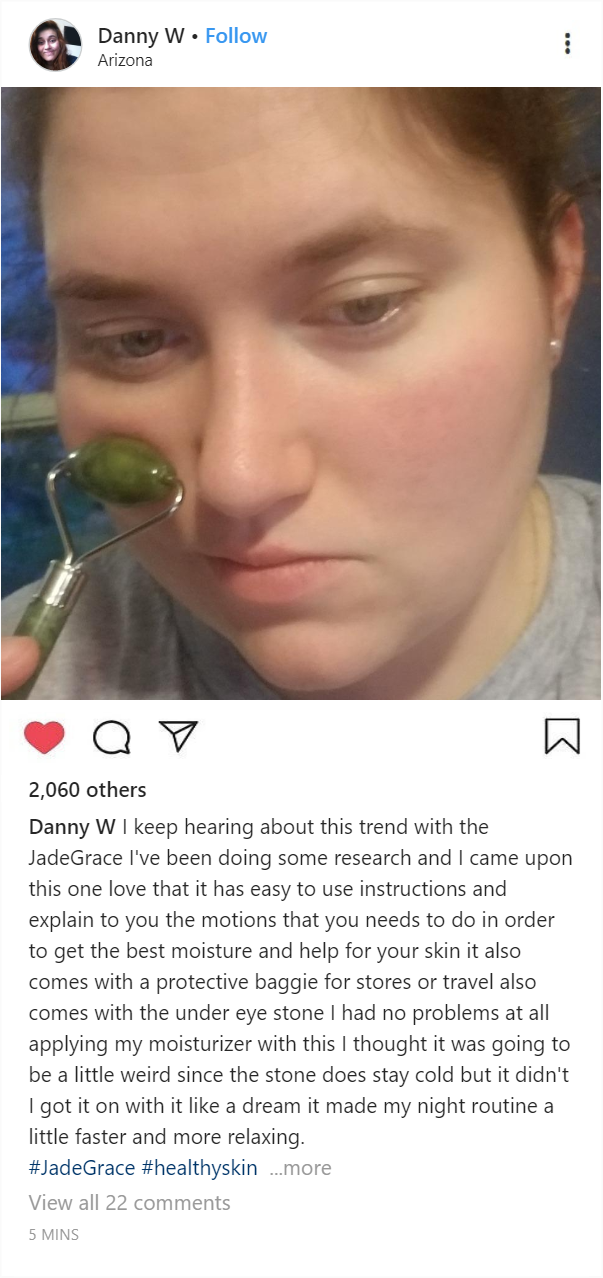 Danny W • Follow
Arizona
2,060 others
Danny W I keep hearing about this trend with the
JadeGrace I've been doing some research and I came upon
this one love that it has easy to use instructions and
explain to you the motions that you needs to do in order
to get the best moisture and help for your skin it also
comes with a protective baggie for stores or travel also
comes with the under eye stone I had no problems at all
applying my moisturizer with this I thought it was going to
be a little weird since the stone does stay cold but it didn't
I got it on with it like a dream it made my night routine a
little faster and more relaxing.
#JadeGrace #healthyskin ...more
View all 22 comments
5 MINS